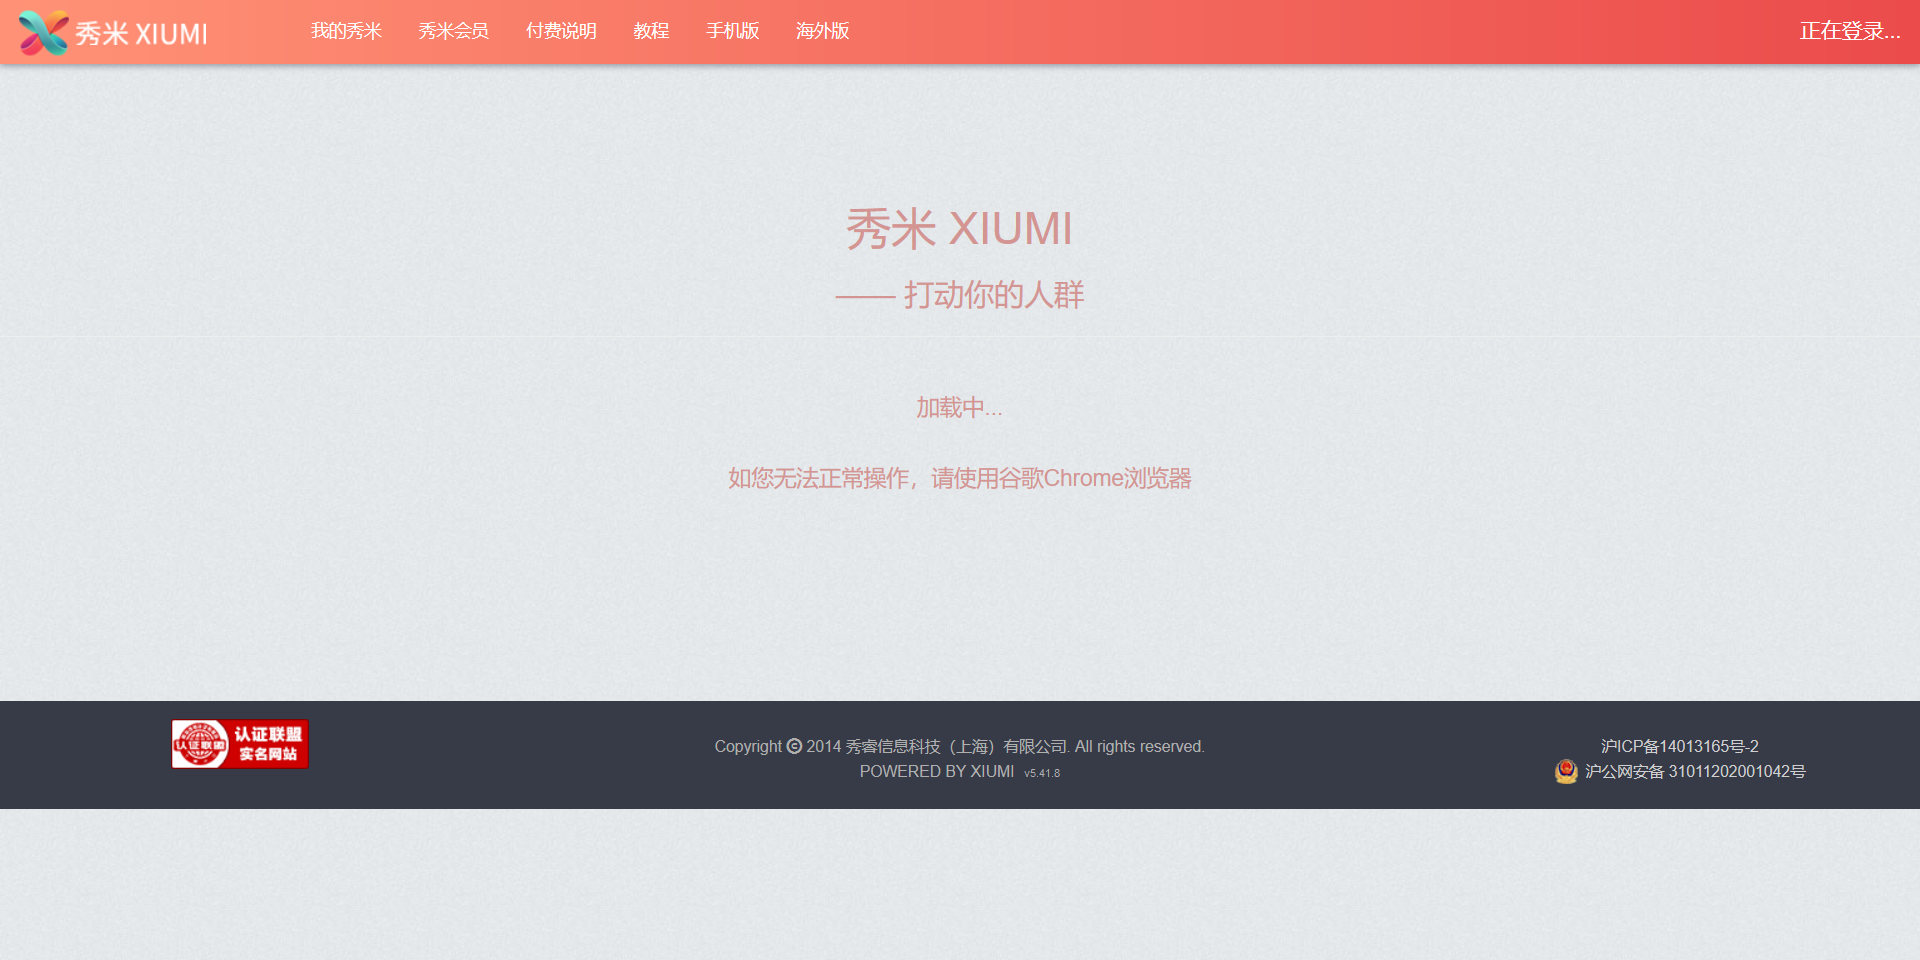 秀米 XIUMI
我的秀米 秀米会员 付费说明 教程 手机版 海外版
正在登录...
秀米 XIUMI
—— 打动你的人群
加载中...
如您无法正常操作，请使用谷歌Chrome浏览器
认证联盟
认证联盟
实名网站
Copyright © 2014 秀睿信息科技（上海）有限公司. All rights reserved.
POWERED BY XIUMI v5.41.8
沪ICP备14013165号-2
沪公网安备 31011202001042号